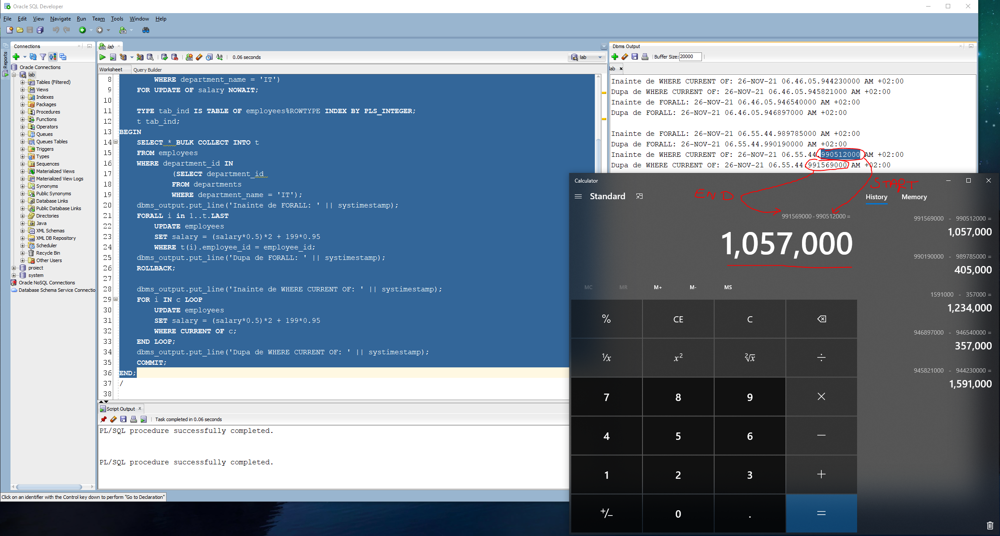 Oracle SQL Developer
File Edit View Navigate Run Team Tools Window Help
Reports
Connections
Oracle Connections
lab
Tables (Filtered)
Views
Indexes
Packages
Procedures
Functions
Operators
Queues
Queues Tables
Triggers
Types
Sequences
Materialized Views
Materialized View Logs
Synonyms
Public Synonyms
Database Links
Public Database Links
Directories
Java
XML Schemas
XML DB Repository
Scheduler
Recycle Bin
Other Users
proiect
system
Oracle NoSQL Connections
Database Schema Service Connectio
Click on an identifier with the Control key down to perform "Go to Declaration"
lab
0.06 seconds
lab
Worksheet Query Builder
8 WHERE department_name = 'IT')
9 FOR UPDATE OF salary NOWAIT;
10
11 TYPE tab_ind IS TABLE OF employees%ROWTYPE INDEX BY PLS_INTEGER;
12 t tab_ind;
13 BEGIN
14 SELECT * BULK COLLECT INTO t
15 FROM employees
16 WHERE department_id IN
17 (SELECT department_id
18 FROM departments
19 WHERE department_name = 'IT');
20 dbms_output.put_line('Inainte de FORALL: ' || systimestamp);
21 FORALL i in 1..t.LAST
22 UPDATE employees
23 SET salary = (salary*0.5)*2 + 199*0.95
24 WHERE t(i).employee_id = employee_id;
25 dbms_output.put_line('Dupa de FORALL: ' || systimestamp);
26 ROLLBACK;
27
28 dbms_output.put_line('Inainte de WHERE CURRENT OF: ' || systimestamp);
29 FOR i IN c LOOP
30 UPDATE employees
31 SET salary = (salary*0.5)*2 + 199*0.95
32 WHERE CURRENT OF c;
33 END LOOP;
34 dbms_output.put_line('Dupa de WHERE CURRENT OF: ' || systimestamp);
35 COMMIT;
36 END;
37 /
38
Script Output
Task completed in 0.06 seconds
PL/SQL procedure successfully completed.
PL/SQL procedure successfully completed.
Dbms Output
Buffer Size: 20000
lab
Inainte de WHERE CURRENT OF: 26-NOV-21 06.46.05.944230000 AM +02:00
Dupa de WHERE CURRENT OF: 26-NOV-21 06.46.05.945821000 AM +02:00
Inainte de FORALL: 26-NOV-21 06.46.05.946540000 AM +02:00
Dupa de FORALL: 26-NOV-21 06.46.05.946897000 AM +02:00
Inainte de FORALL: 26-NOV-21 06.55.44.989785000 AM +02:00
Dupa de FORALL: 26-NOV-21 06.55.44.990190000 AM +02:00
Inainte de WHERE CURRENT OF: 26-NOV-21 06.55.44.990512000 AM +02:00
Dupa de WHERE CURRENT OF: 26-NOV-21 06.55.44.991569000 AM +02:00
Calculator
END
START
Standard
History Memory
991569000 - 990512000 =
1,057,000
MC MR M+ M- MS
% CE C
¹/x x² ²√x ÷
7 8 9 ×
4 5 6 −
1 2 3 +
+/− 0 . =
991569000 - 990512000 =
1,057,000
990190000 - 989785000 =
405,000
1591000 - 357000 =
1,234,000
946897000 - 946540000 =
357,000
945821000 - 944230000 =
1,591,000